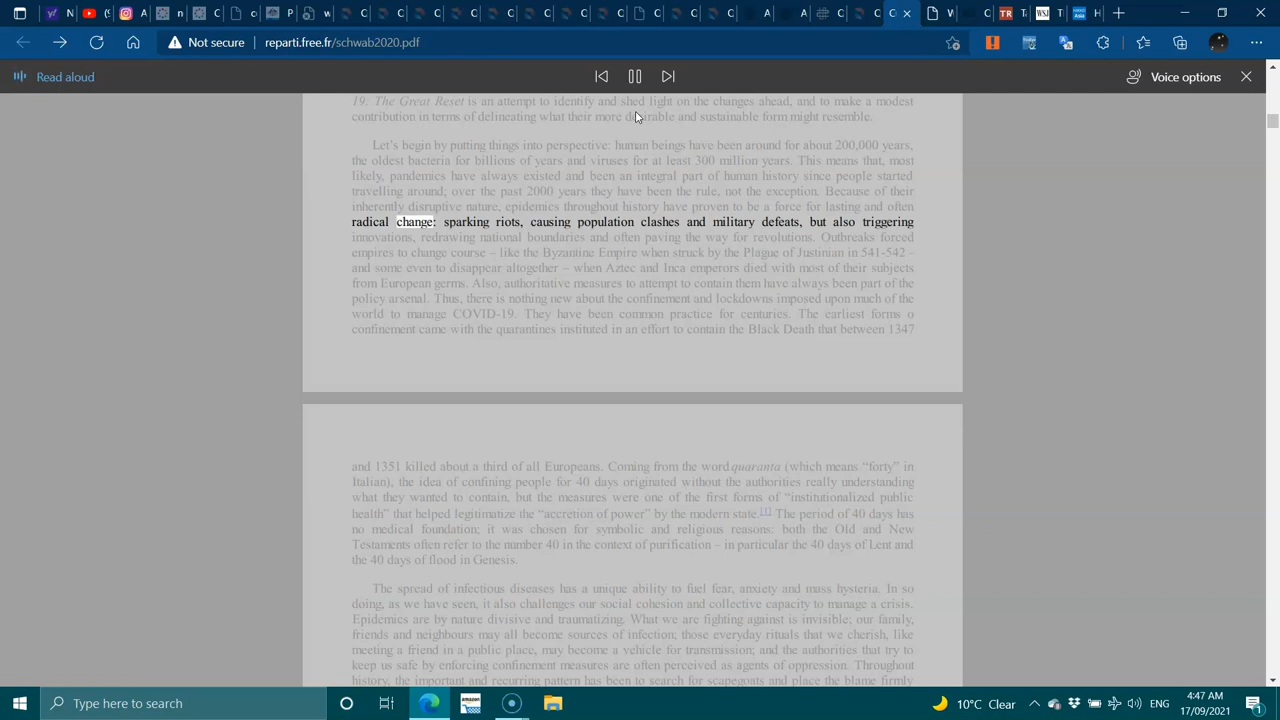 Not secure
reparti.free.fr/schwab2020.pdf
Read aloud
Voice options
19: The Great Reset is an attempt to identify and shed light on the changes ahead, and to make a modest
contribution in terms of delineating what their more desirable and sustainable form might resemble.
Let's begin by putting things into perspective: human beings have been around for about 200,000 years,
the oldest bacteria for billions of years and viruses for at least 300 million years. This means that, most
likely, pandemics have always existed and been an integral part of human history since people started
travelling around; over the past 2000 years they have been the rule, not the exception. Because of their
inherently disruptive nature, epidemics throughout history have proven to be a force for lasting and often
radical change: sparking riots, causing population clashes and military defeats, but also triggering
innovations, redrawing national boundaries and often paving the way for revolutions. Outbreaks forced
empires to change course – like the Byzantine Empire when struck by the Plague of Justinian in 541-542 -
and some even to disappear altogether – when Aztec and Inca emperors died with most of their subjects
from European germs. Also, authoritative measures to attempt to contain them have always been part of the
policy arsenal. Thus, there is nothing new about the confinement and lockdowns imposed upon much of the
world to manage COVID-19. They have been common practice for centuries. The earliest forms o
confinement came with the quarantines instituted in an effort to contain the Black Death that between 1347
and 1351 killed about a third of all Europeans. Coming from the word quaranta (which means “forty” in
Italian), the idea of confining people for 40 days originated without the authorities really understanding
what they wanted to contain, but the measures were one of the first forms of “institutionalized public
health” that helped legitimatize the “accretion of power” by the modern state.[1] The period of 40 days has
no medical foundation; it was chosen for symbolic and religious reasons: both the Old and New
Testaments often refer to the number 40 in the context of purification – in particular the 40 days of Lent and
the 40 days of flood in Genesis.
The spread of infectious diseases has a unique ability to fuel fear, anxiety and mass hysteria. In so
doing, as we have seen, it also challenges our social cohesion and collective capacity to manage a crisis.
Epidemics are by nature divisive and traumatizing. What we are fighting against is invisible; our family,
friends and neighbours may all become sources of infection; those everyday rituals that we cherish, like
meeting a friend in a public place, may become a vehicle for transmission; and the authorities that try to
keep us safe by enforcing confinement measures are often perceived as agents of oppression. Throughout
history, the important and recurring pattern has been to search for scapegoats and place the blame firmly
Type here to search
amazon
10°C Clear
ENG
4:47 AM
17/09/2021